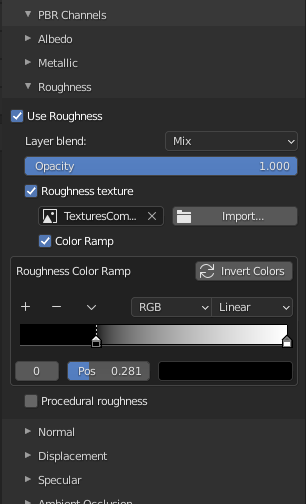 PBR Channels
Albedo
Metallic
Roughness
Use Roughness
Layer blend: Mix
Opacity 1.000
Roughness texture
TexturesCom... Import...
Color Ramp
Roughness Color Ramp Invert Colors
RGB Linear
0 Pos 0.281
Procedural roughness
Normal
Displacement
Specular
Ambient Occlusion